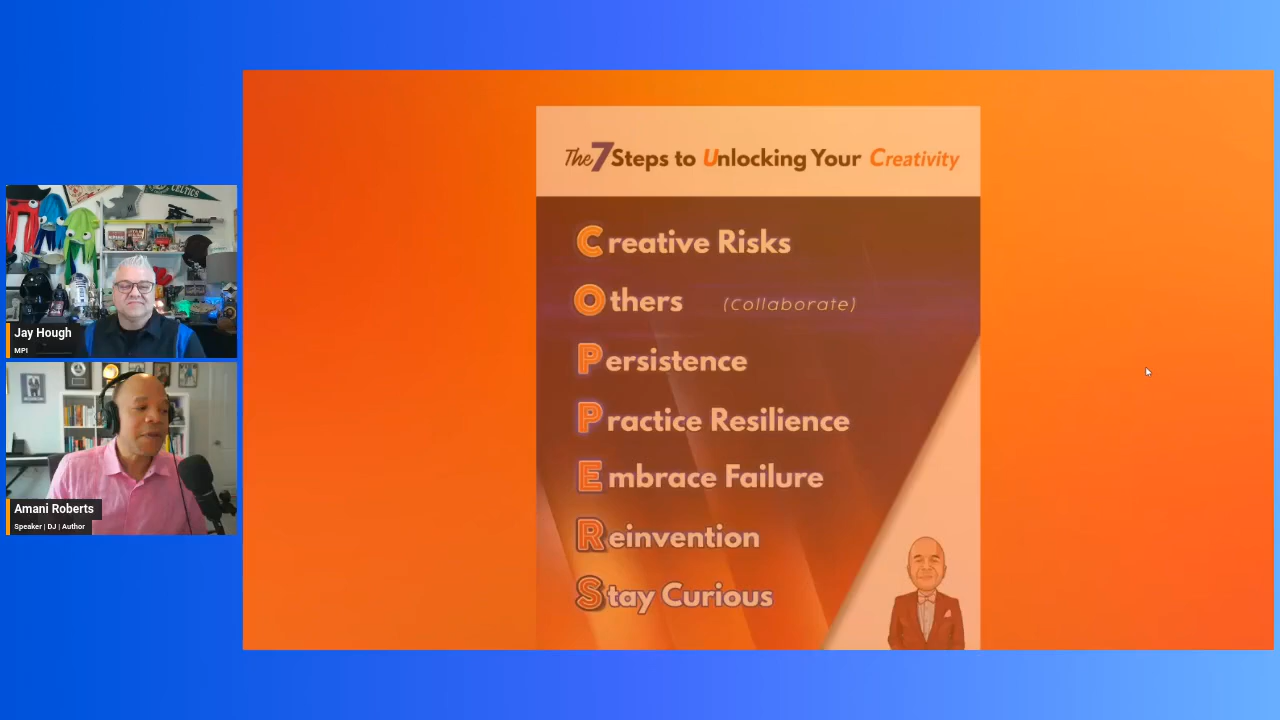 CELTICS
Jay Hough
MPI
Amani Roberts
Speaker | DJ | Author
The 7 Steps to Unlocking Your Creativity
Creative Risks
Others (Collaborate)
Persistence
Practice Resilience
Embrace Failure
Reinvention
Stay Curious